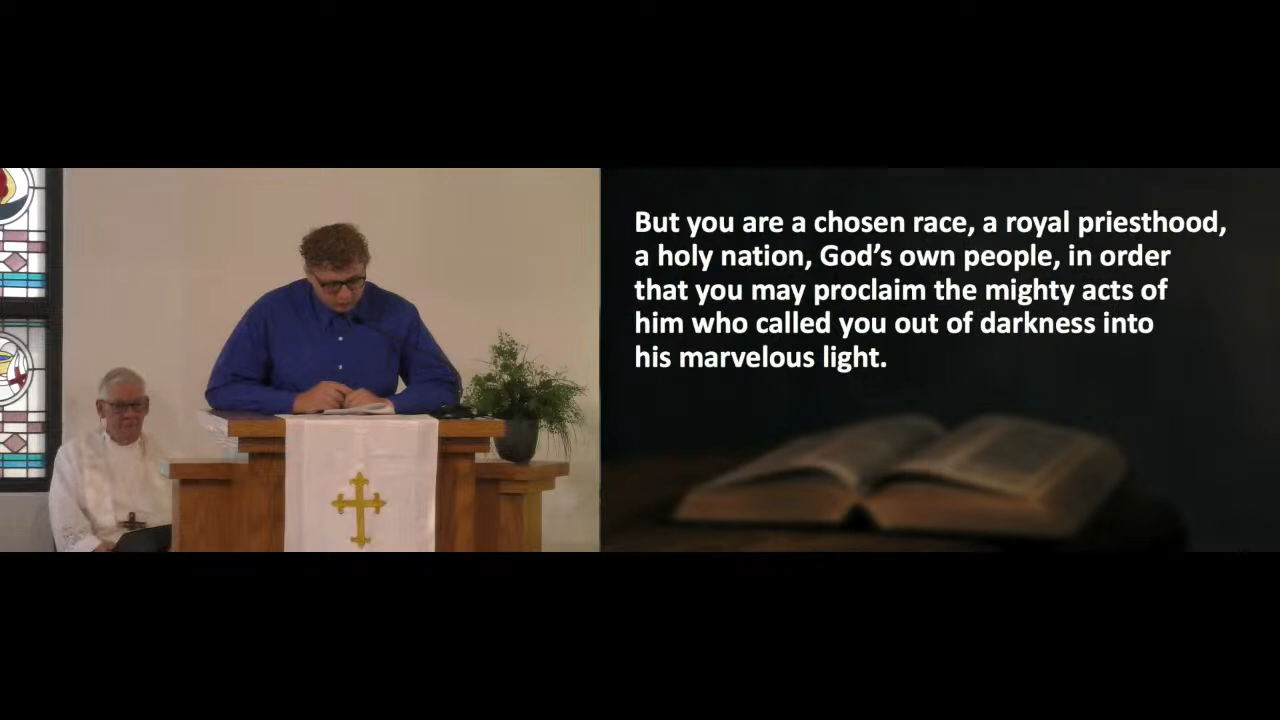 But you are a chosen race, a royal priesthood,
a holy nation, God's own people, in order
that you may proclaim the mighty acts of
him who called you out of darkness into
his marvelous light.